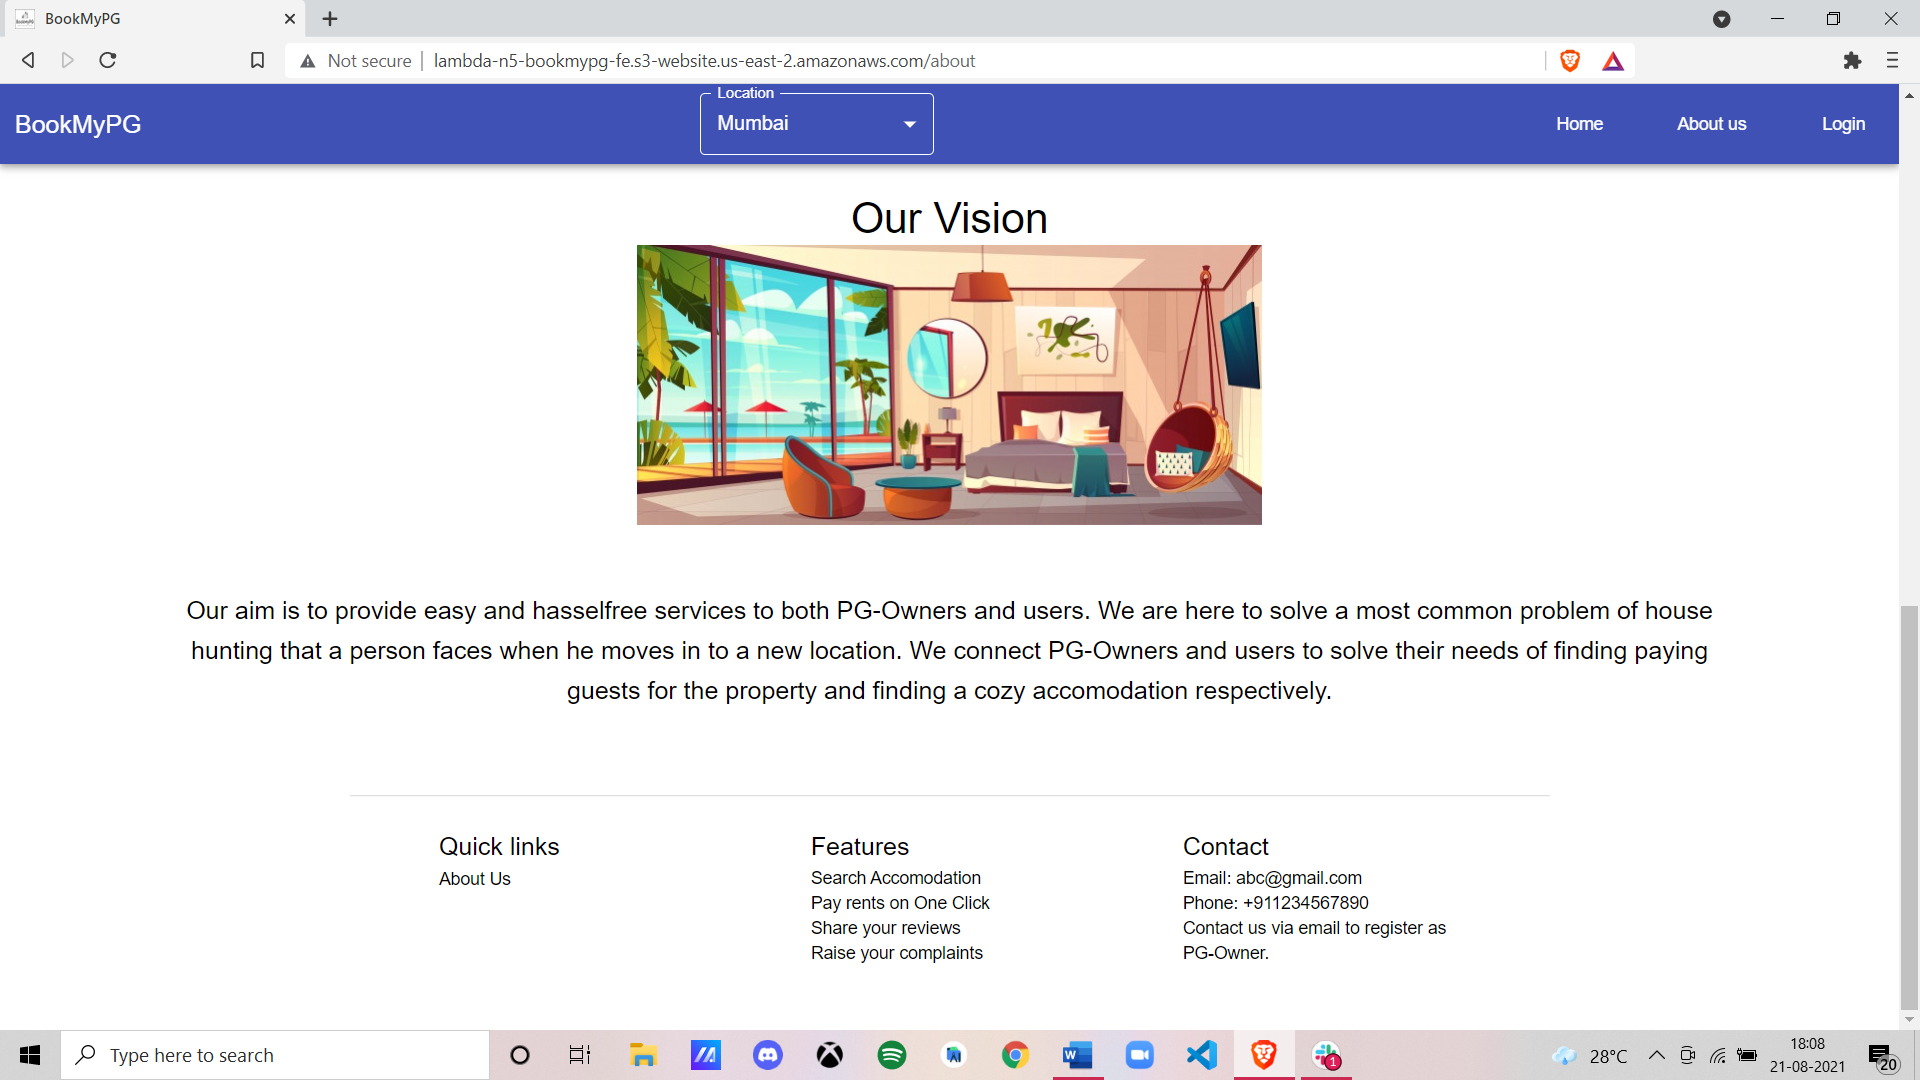 BookMyPG
Not secure
lambda-n5-bookmypg-fe.s3-website.us-east-2.amazonaws.com/about
BookMyPG
Location
Mumbai
Home
About us
Login
Our Vision
Our aim is to provide easy and hasselfree services to both PG-Owners and users. We are here to solve a most common problem of house
hunting that a person faces when he moves in to a new location. We connect PG-Owners and users to solve their needs of finding paying
guests for the property and finding a cozy accomodation respectively.
Quick links
About Us
Features
Search Accomodation
Pay rents on One Click
Share your reviews
Raise your complaints
Contact
Email: abc@gmail.com
Phone: +911234567890
Contact us via email to register as
PG-Owner.
Type here to search
1
28°C
18:08
21-08-2021
20